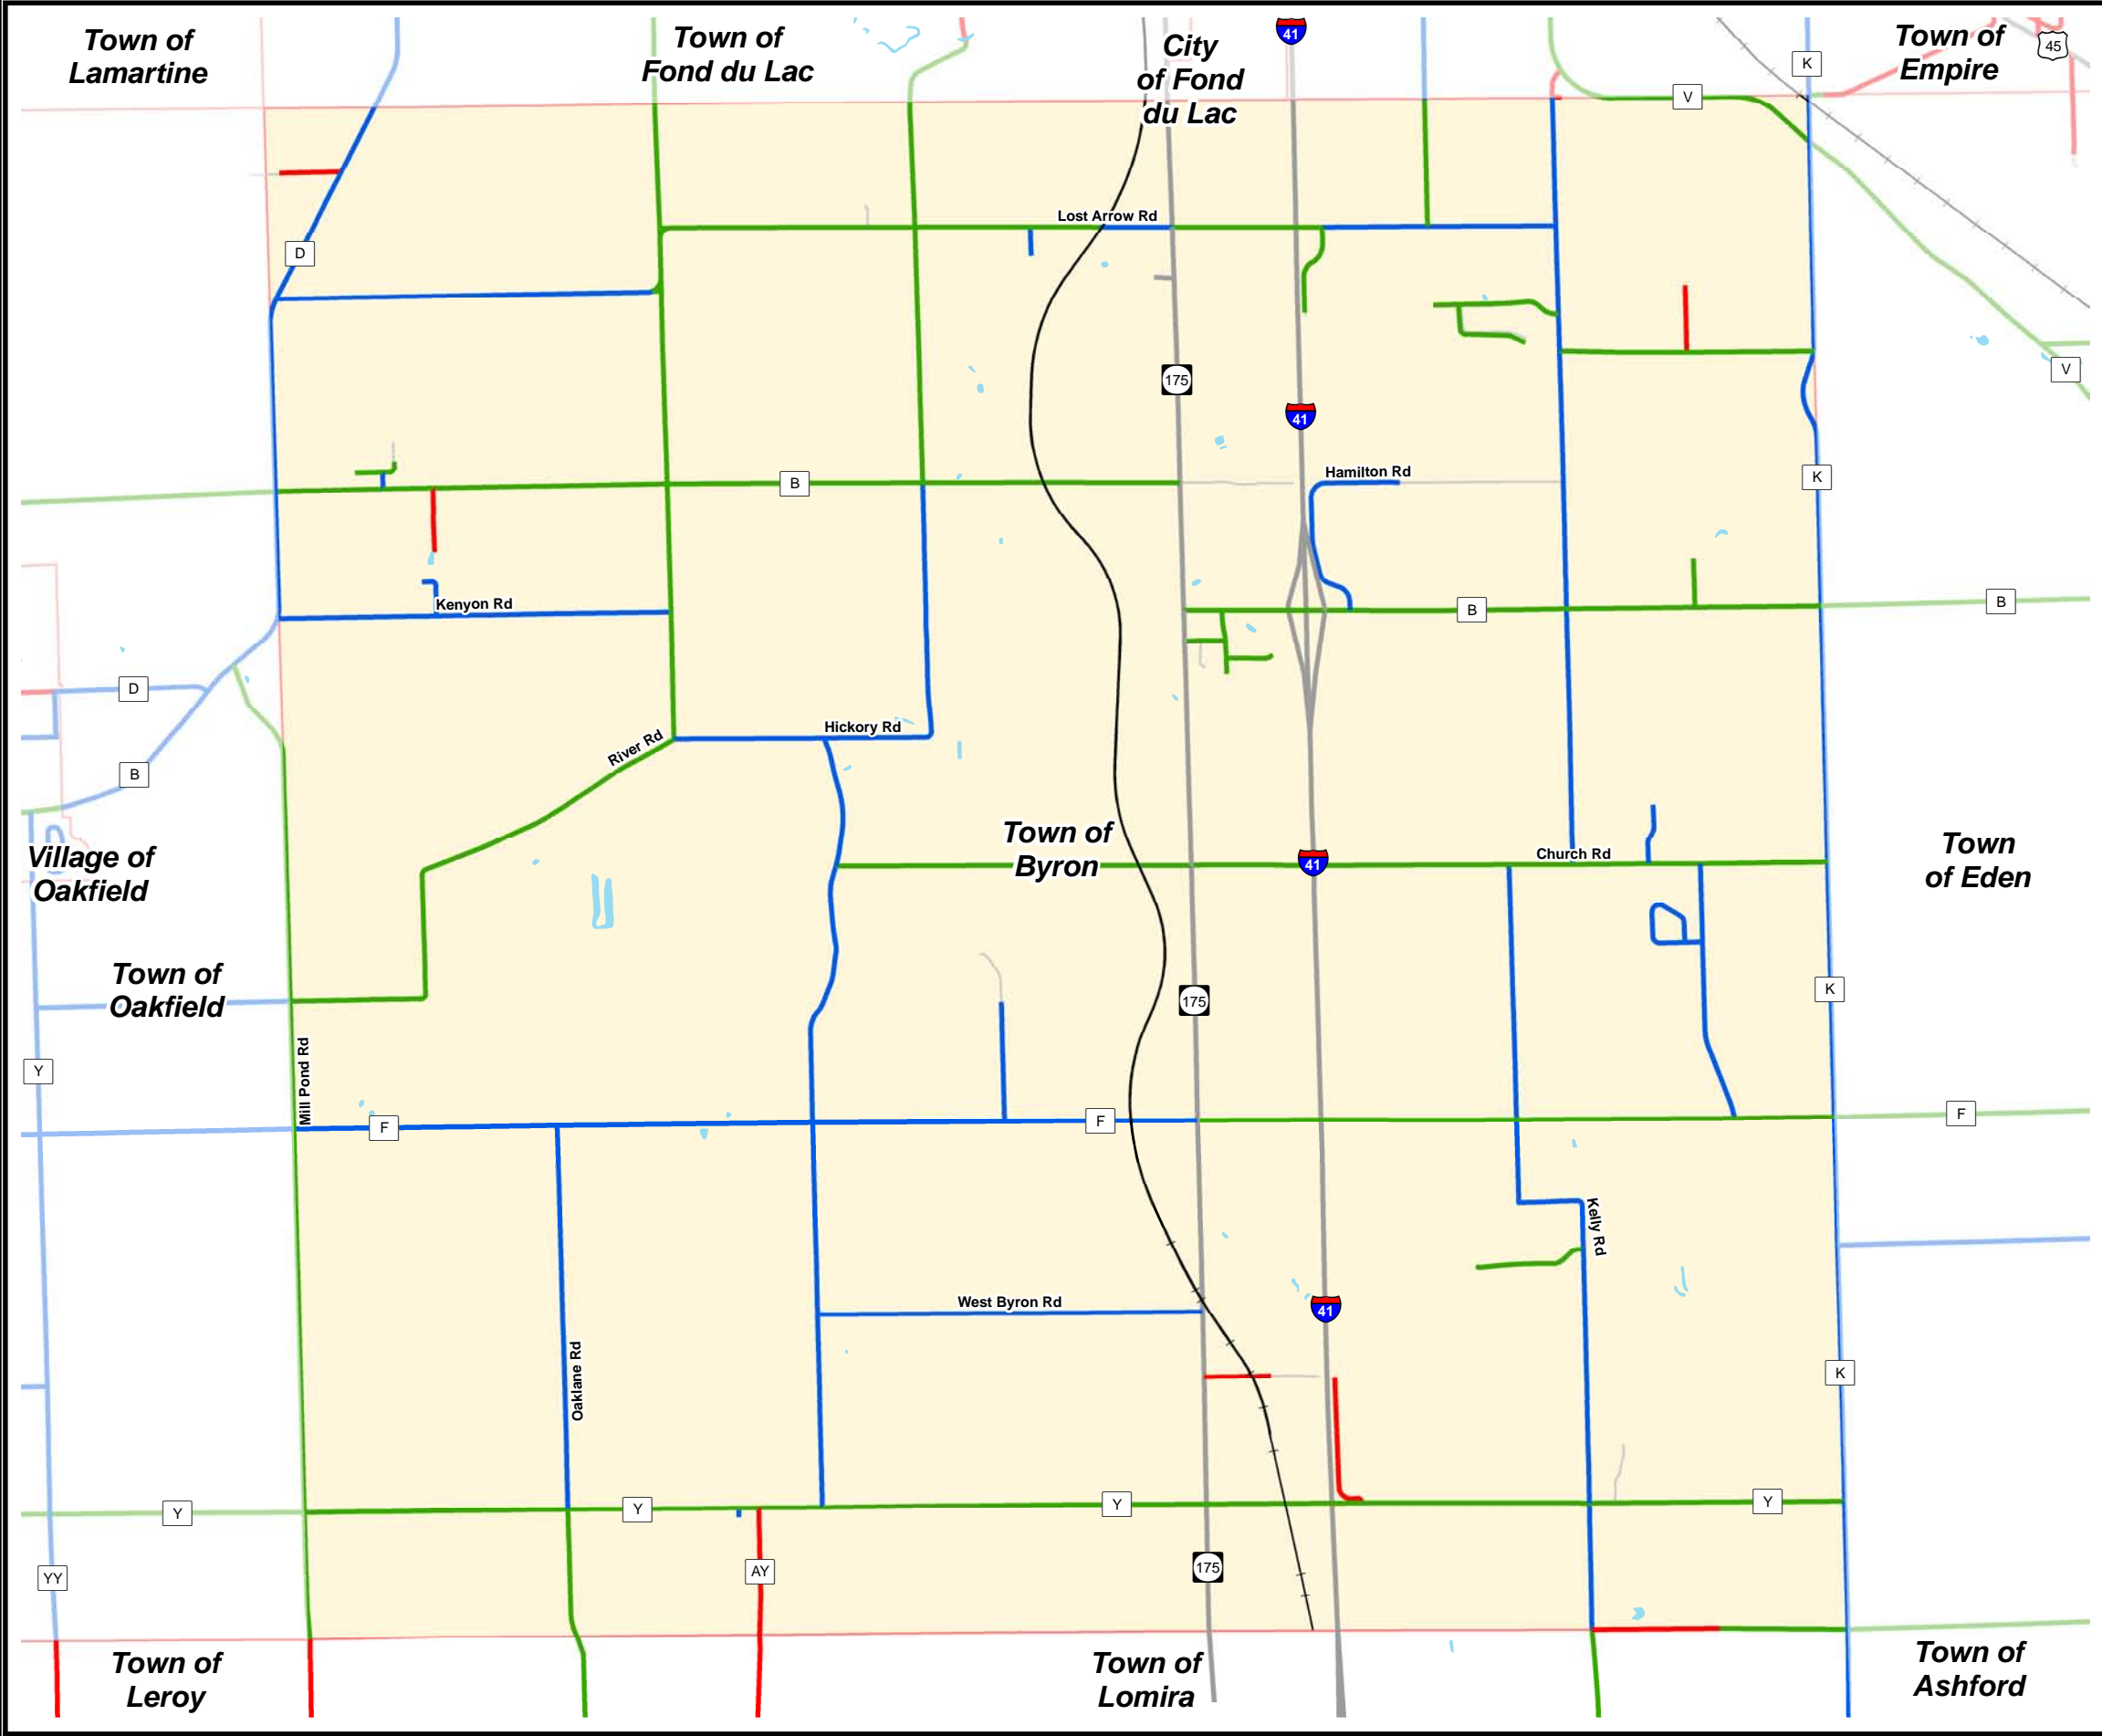 Town of
Lamartine
Town of
Fond du Lac
City
of Fond
du Lac
41
Town of
Empire
45
K
V
Lost Arrow Rd
D
175
41
V
Hamilton Rd
B
K
Kenyon Rd
B
B
D
Hickory Rd
River Rd
B
Town of
Byron
41
Church Rd
Village of
Oakfield
Town
of Eden
Town of
Oakfield
175
K
Y
Mill Pond Rd
F
F
F
Kelly Rd
West Byron Rd
41
Oaklane Rd
K
Y
Y
Y
Y
YY
AY
175
Town of
Leroy
Town of
Lomira
Town of
Ashford